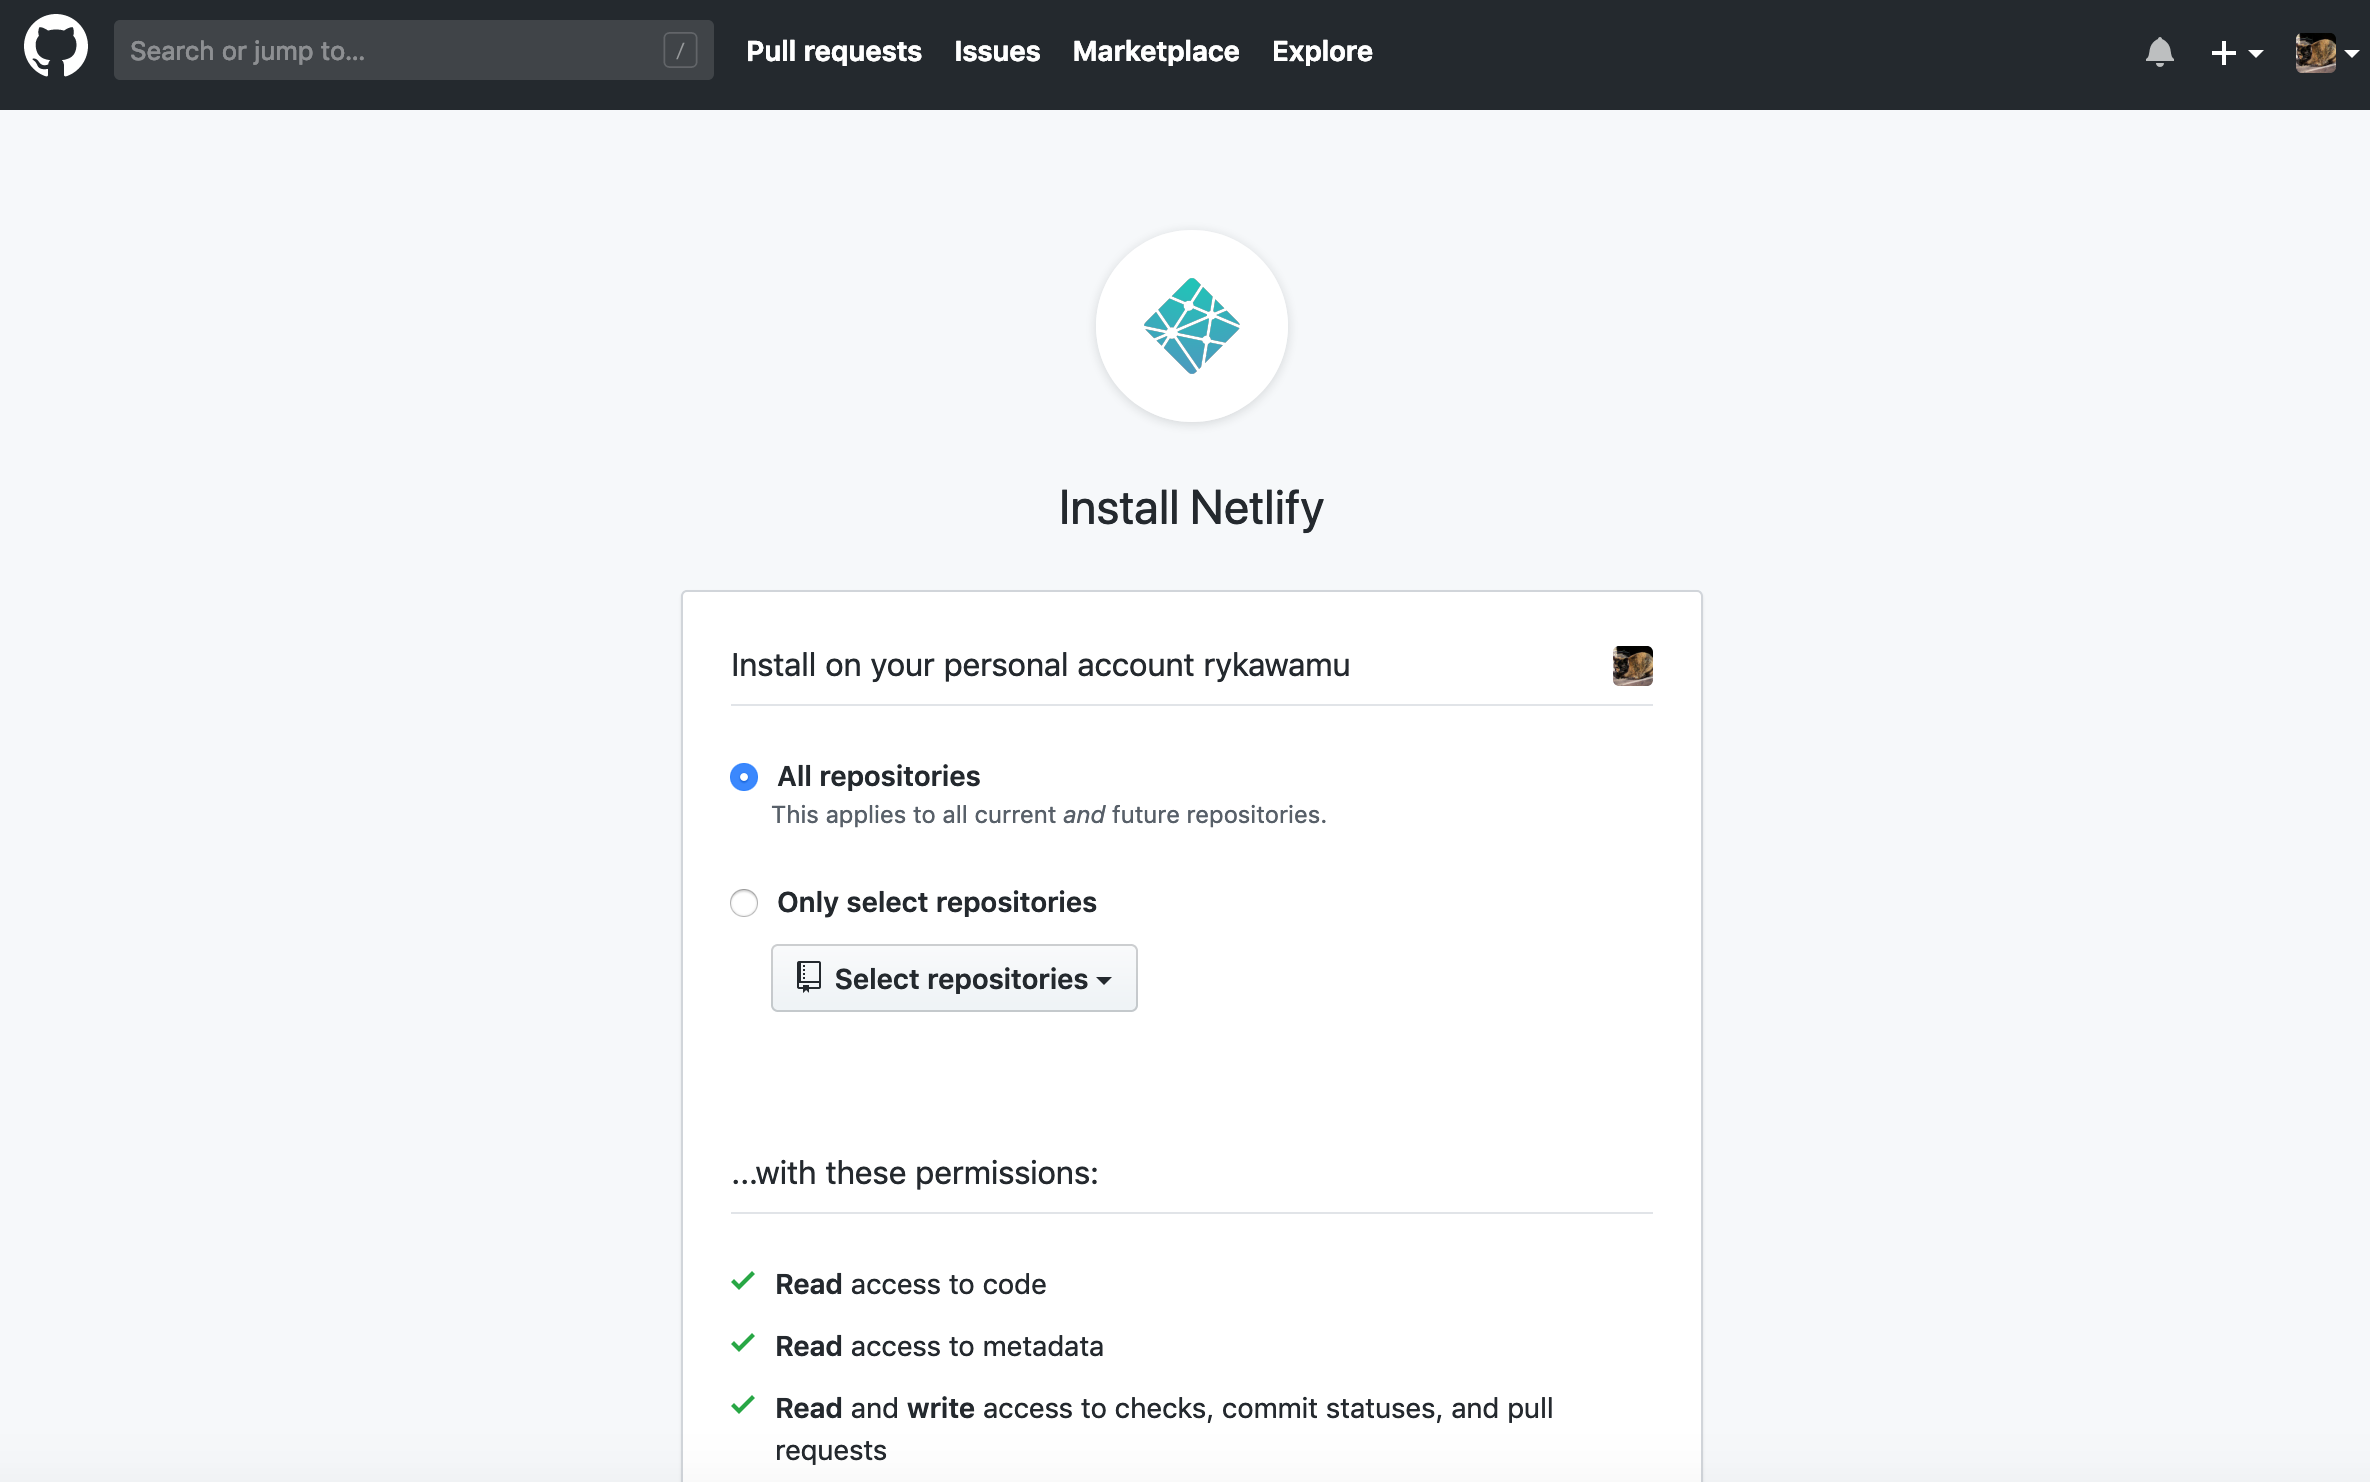 Search or jump to... /
Pull requests Issues Marketplace Explore
Install Netlify
Install on your personal account rykawamu
All repositories
This applies to all current and future repositories.
Only select repositories
Select repositories
...with these permissions:
Read access to code
Read access to metadata
Read and write access to checks, commit statuses, and pull
requests